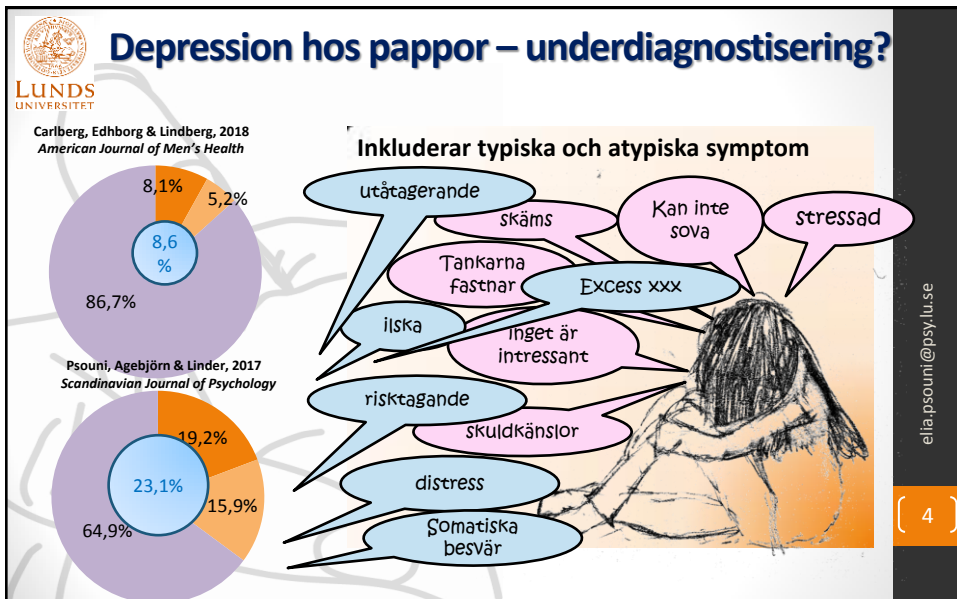 Depression hos pappor – underdiagnostisering?
LUNDS
UNIVERSITET
Carlberg, Edhborg & Lindberg, 2018
American Journal of Men's Health
8,1%
5,2%
8,6
%
86,7%
Psouni, Agebjörn & Linder, 2017
Scandinavian Journal of Psychology
19,2%
15,9%
23,1%
64,9%
Inkluderar typiska och atypiska symptom
utåtagerande
skäms
Kan inte
sova
stressad
Tankarna
fastnar
Excess xxx
ilska
inget är
intressant
risktagande
skuldkänslor
distress
Somatiska
besvär
elia.psouni@psy.lu.se
4